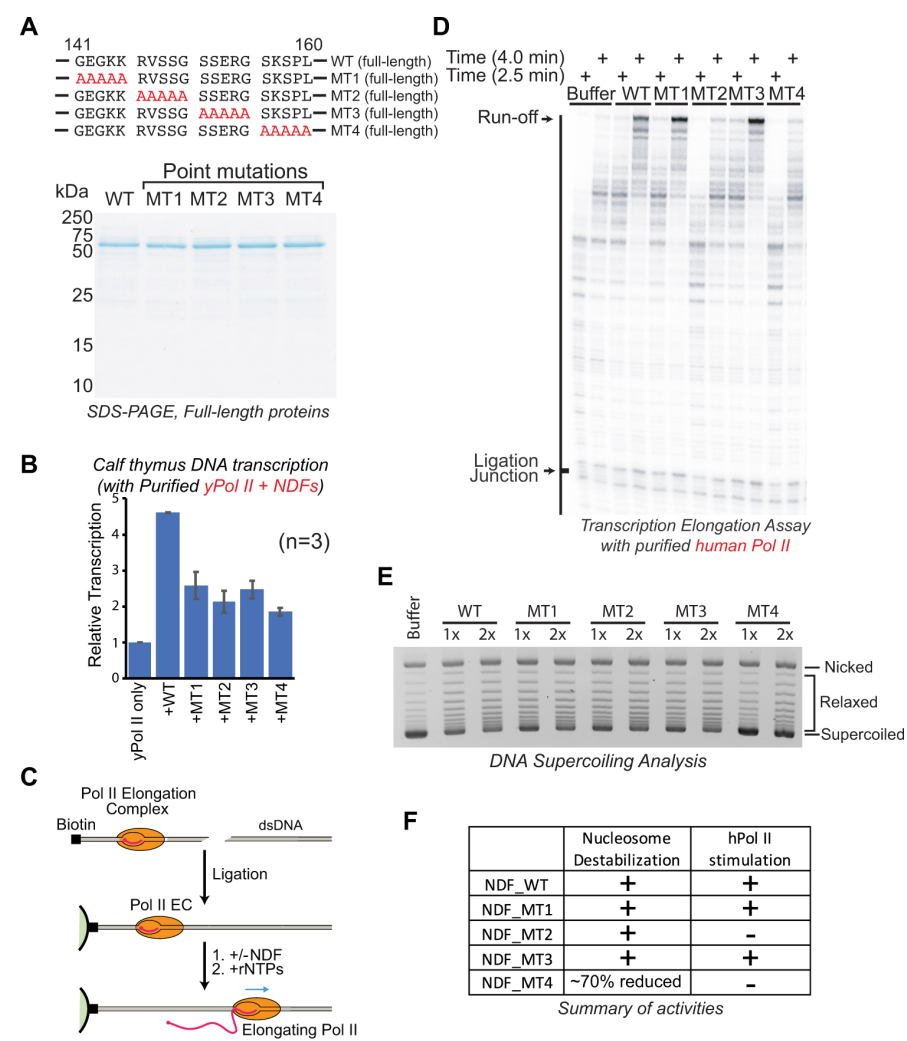 A
141 160
GEGKK RVSSG SSERG SKSPL WT (full-length)
AAAAA RVSSG SSERG SKSPL MT1 (full-length)
GEGKK AAAAA SSERG SKSPL MT2 (full-length)
GEGKK RVSSG AAAAA SKSPL MT3 (full-length)
GEGKK RVSSG SSERG AAAAA MT4 (full-length)
Point mutations
kDa WT MT1 MT2 MT3 MT4
250
75
50
25
15
10
SDS-PAGE, Full-length proteins
B
Calf thymus DNA transcription
(with Purified yPol II + NDFs)
Relative Transcription
5
4
3
2
1
0
(n=3)
yPol II only +WT +MT1 +MT2 +MT3 +MT4
C
Pol II Elongation
Complex
Biotin dsDNA
Ligation
Pol II EC
1. +/-NDF
2. +rNTPs
Elongating Pol II
D
Time (4.0 min) + + + + + +
Time (2.5 min) + + + + + +
Buffer WT MT1 MT2 MT3 MT4
Run-off
Ligation
Junction
Transcription Elongation Assay
with purified human Pol II
E
Buffer WT MT1 MT2 MT3 MT4
1x 2x 1x 2x 1x 2x 1x 2x 1x 2x
Nicked
Relaxed
Supercoiled
DNA Supercoiling Analysis
F
Nucleosome Destabilization hPol II stimulation
NDF_WT + +
NDF_MT1 + +
NDF_MT2 + -
NDF_MT3 + +
NDF_MT4 ~70% reduced -
Summary of activities